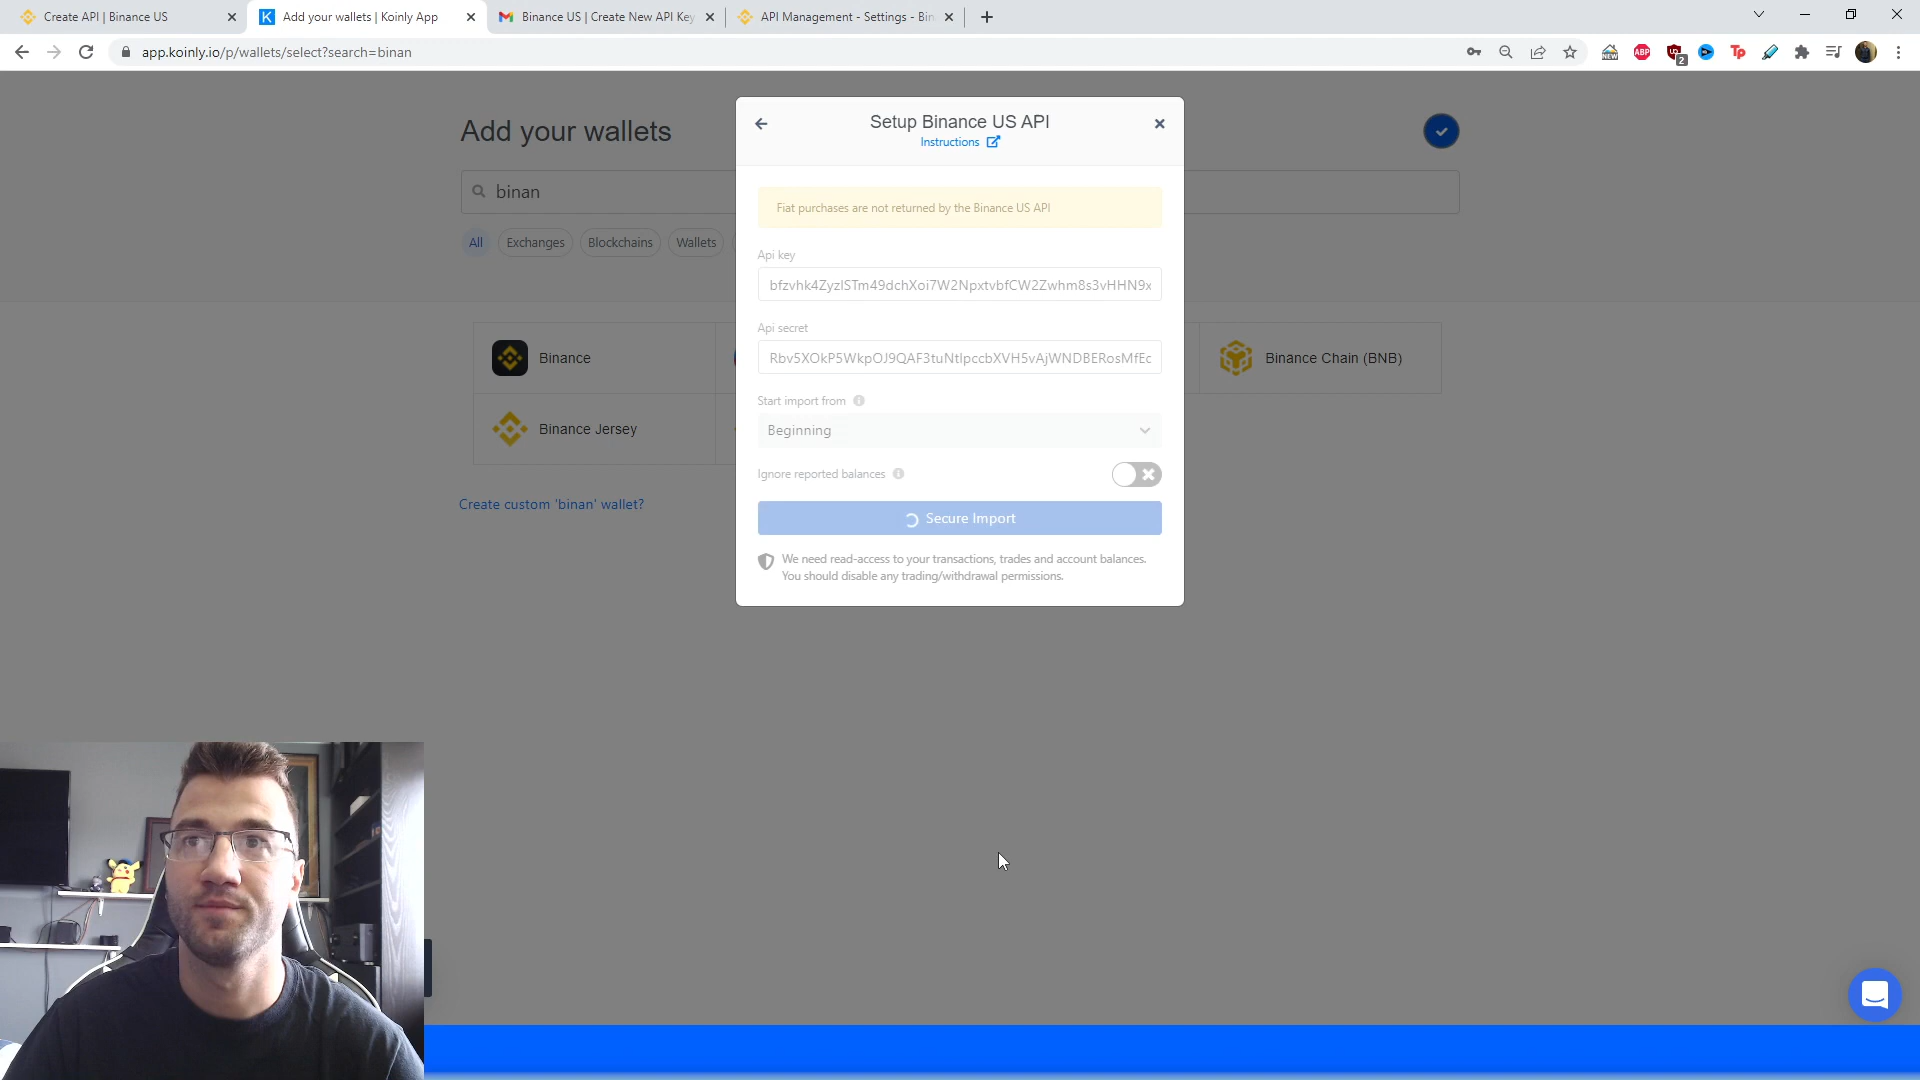 Create API | Binance US
Add your wallets | Koinly App
Binance US | Create New API Key
API Management - Settings - Bin
app.koinly.io/p/wallets/select?search=binan
NEW
ABP
2
Tp
Add your wallets
binan
All
Exchanges
Blockchains
Wallets
Binance
Binance Chain (BNB)
Binance Jersey
Create custom 'binan' wallet?
Setup Binance US API
Instructions
Fiat purchases are not returned by the Binance US API
Api key
bfzvhk4ZyzlSTm49dchXoi7W2NpxtvbfCW2Zwhm8s3vHHN9x
Api secret
Rbv5XOkP5WkpOJ9QAF3tuNtlpccbXVH5vAjWNDBERosMfEc
Start import from
Beginning
Ignore reported balances
Secure Import
We need read-access to your transactions, trades and account balances.
You should disable any trading/withdrawal permissions.